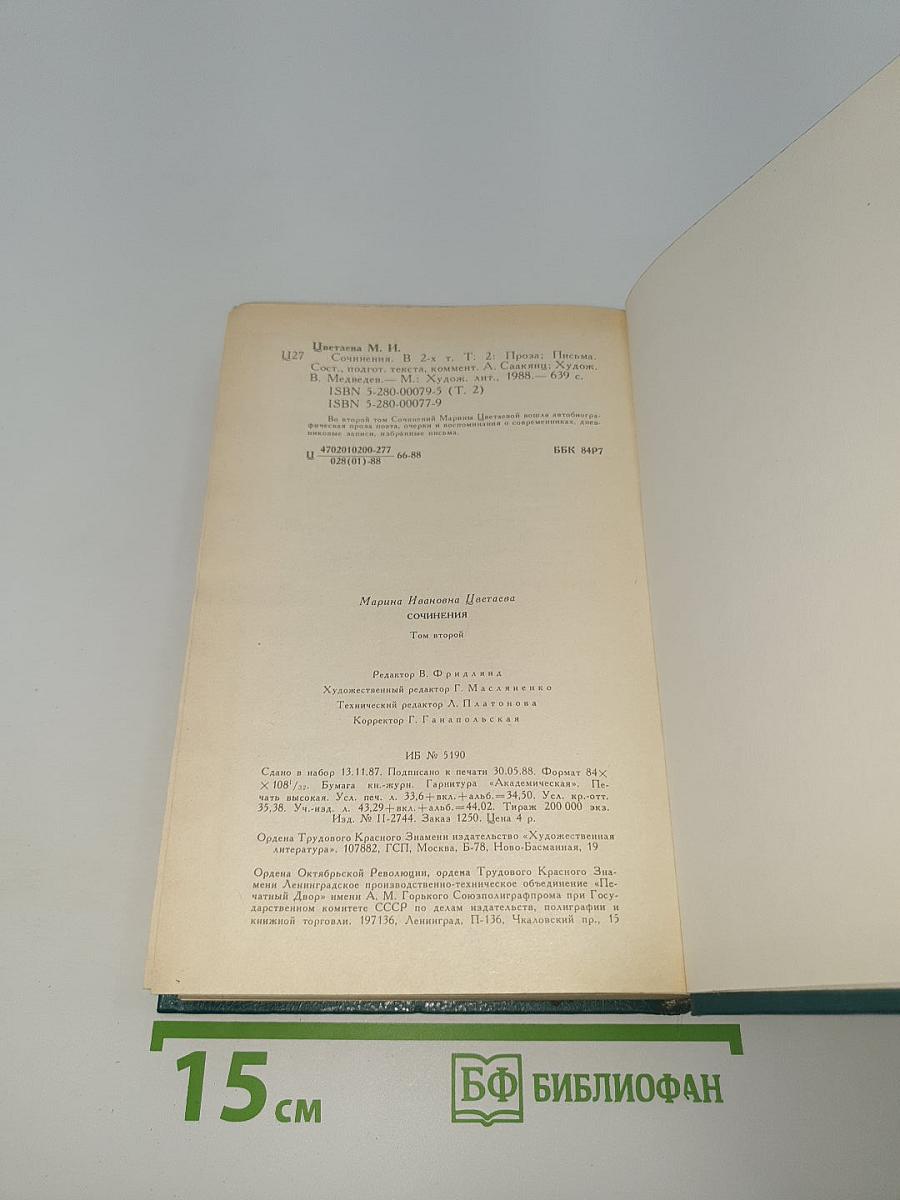 Цветаева М. И.
Ц27 Сочинения. В 2-х т. Т. 2: Проза; Письма.
Сост., подгот. текста, коммент. А. Саакянц; Худож.
В. Медведев.— М.: Худож. лит., 1988.— 639 с.
ISBN 5-280-00079-5 (Т. 2)
ISBN 5-280-00077-9
Во второй том Сочинений Марины Цветаевой вошла автобиогра-
фическая проза поэта, очерки и воспоминания о современниках, днев-
никовые записи, избранные письма.
Ц 4702010200-277 66-88 ББК 84Р7
028(01)-88
Марина Ивановна Цветаева
СОЧИНЕНИЯ
Том второй
Редактор В. Фридлянд
Художественный редактор Г. Масляненко
Технический редактор Л. Платонова
Корректор Г. Ганапольская
ИБ № 5190
Сдано в набор 13.11.87. Подписано к печати 30.05.88. Формат 84×
×108¹/₃₂. Бумага кн.-журн. Гарнитура «Академическая». Пе-
чать высокая. Усл. печ. л. 33,6+вкл.+альб.=34,50. Усл. кр.-отт.
35,38. Уч.-изд. л. 43,29+вкл.+альб.=44,02. Тираж 200 000 экз.
Изд. № II-2744. Заказ 1250. Цена 4 р.
Ордена Трудового Красного Знамени издательство «Художественная
литература». 107882, ГСП, Москва, Б-78, Ново-Басманная, 19
Ордена Октябрьской Революции, ордена Трудового Красного Зна-
мени Ленинградское производственно-техническое объединение «Пе-
чатный Двор» имени А. М. Горького Союзполиграфпрома при Госу-
дарственном комитете СССР по делам издательств, полиграфии и
книжной торговли. 197136, Ленинград, П-136, Чкаловский пр., 15
15 см БФ БИБЛИОФАН